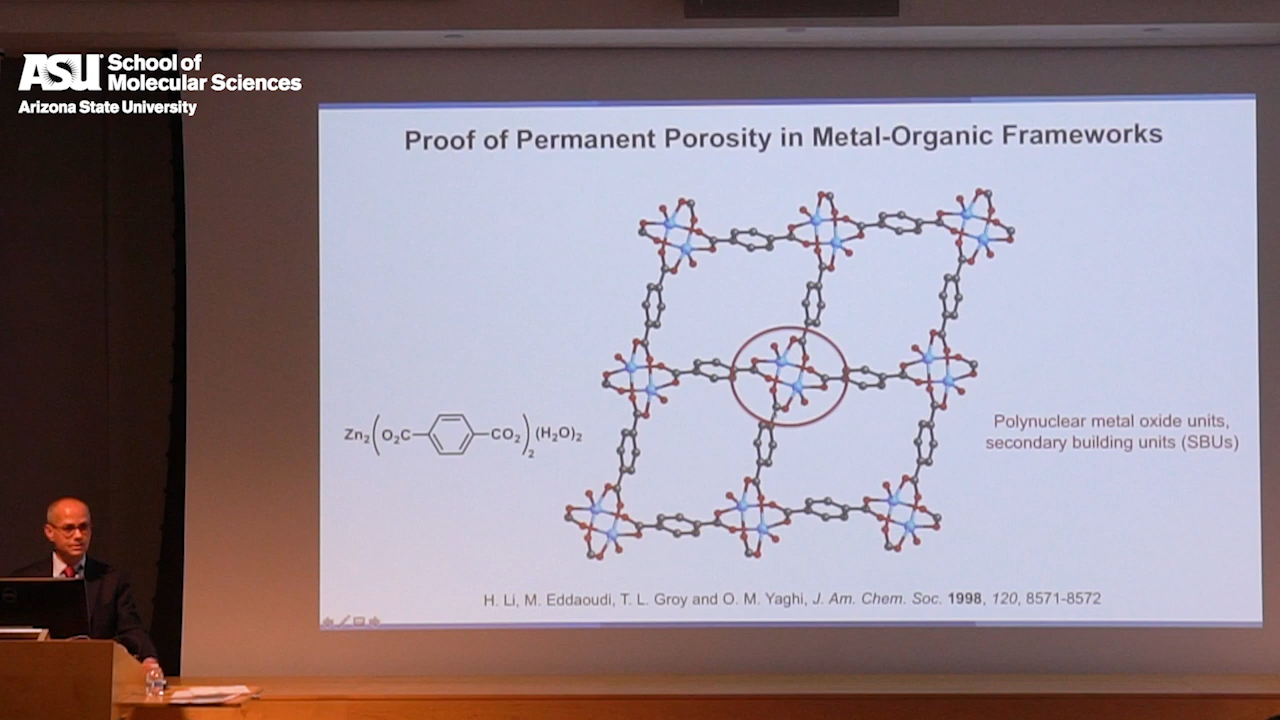 ASU School of
Molecular Sciences
Arizona State University
Proof of Permanent Porosity in Metal-Organic Frameworks
Zn₂(O₂C—CO₂)₂(H₂O)₂
Polynuclear metal oxide units,
secondary building units (SBUs)
H. Li, M. Eddaoudi, T. L. Groy and O. M. Yaghi, J. Am. Chem. Soc. 1998, 120, 8571-8572